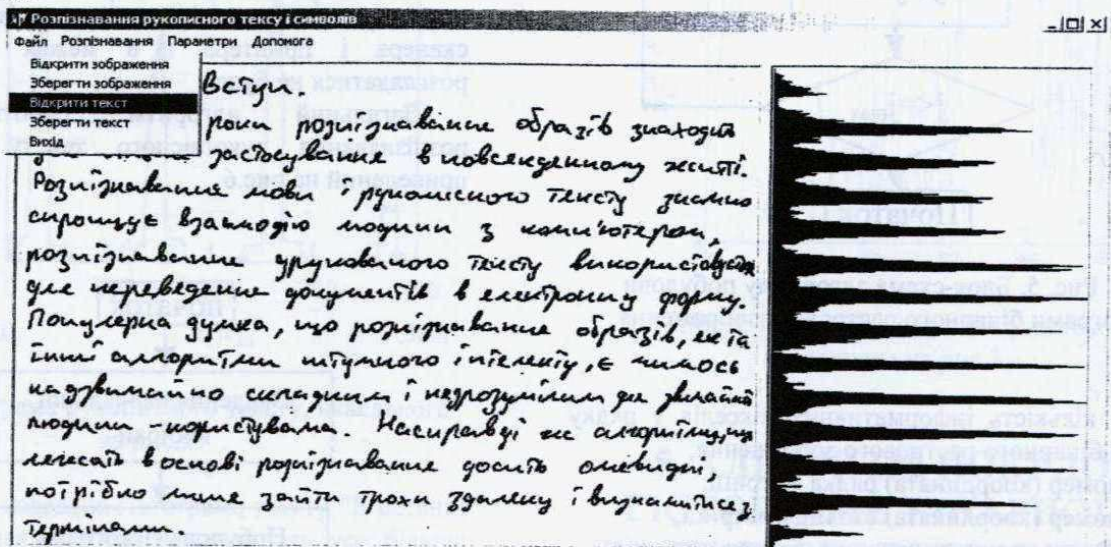 Розпізнавання рукописного тексу і символів
Файл Розпізнавання Параметри Допомога
Відкрити зображення
Зберегти зображення
Відкрити текст
Зберегти текст
Вихід
Вступ.
роки розпізнавання образів знаходить
застосування в повсякденному житті.
Розпізнавання мови і рукописного тексту значно
спрощує взаємодію людини з комп'ютером,
розпізнавання друкованого тексту використовується
для переведення документів в електронну форму.
Популярна думка, що розпізнавання образів, як і та
інші алгоритми штучного інтелекту, є чимось
надзвичайно складним і незрозумілим для звичайної
людини - користувача. Насправді ж алгоритми, що
лежать в основі розпізнавання досить очевидні,
потрібно лише зайти трохи здалеку і визначитися з
термінами.